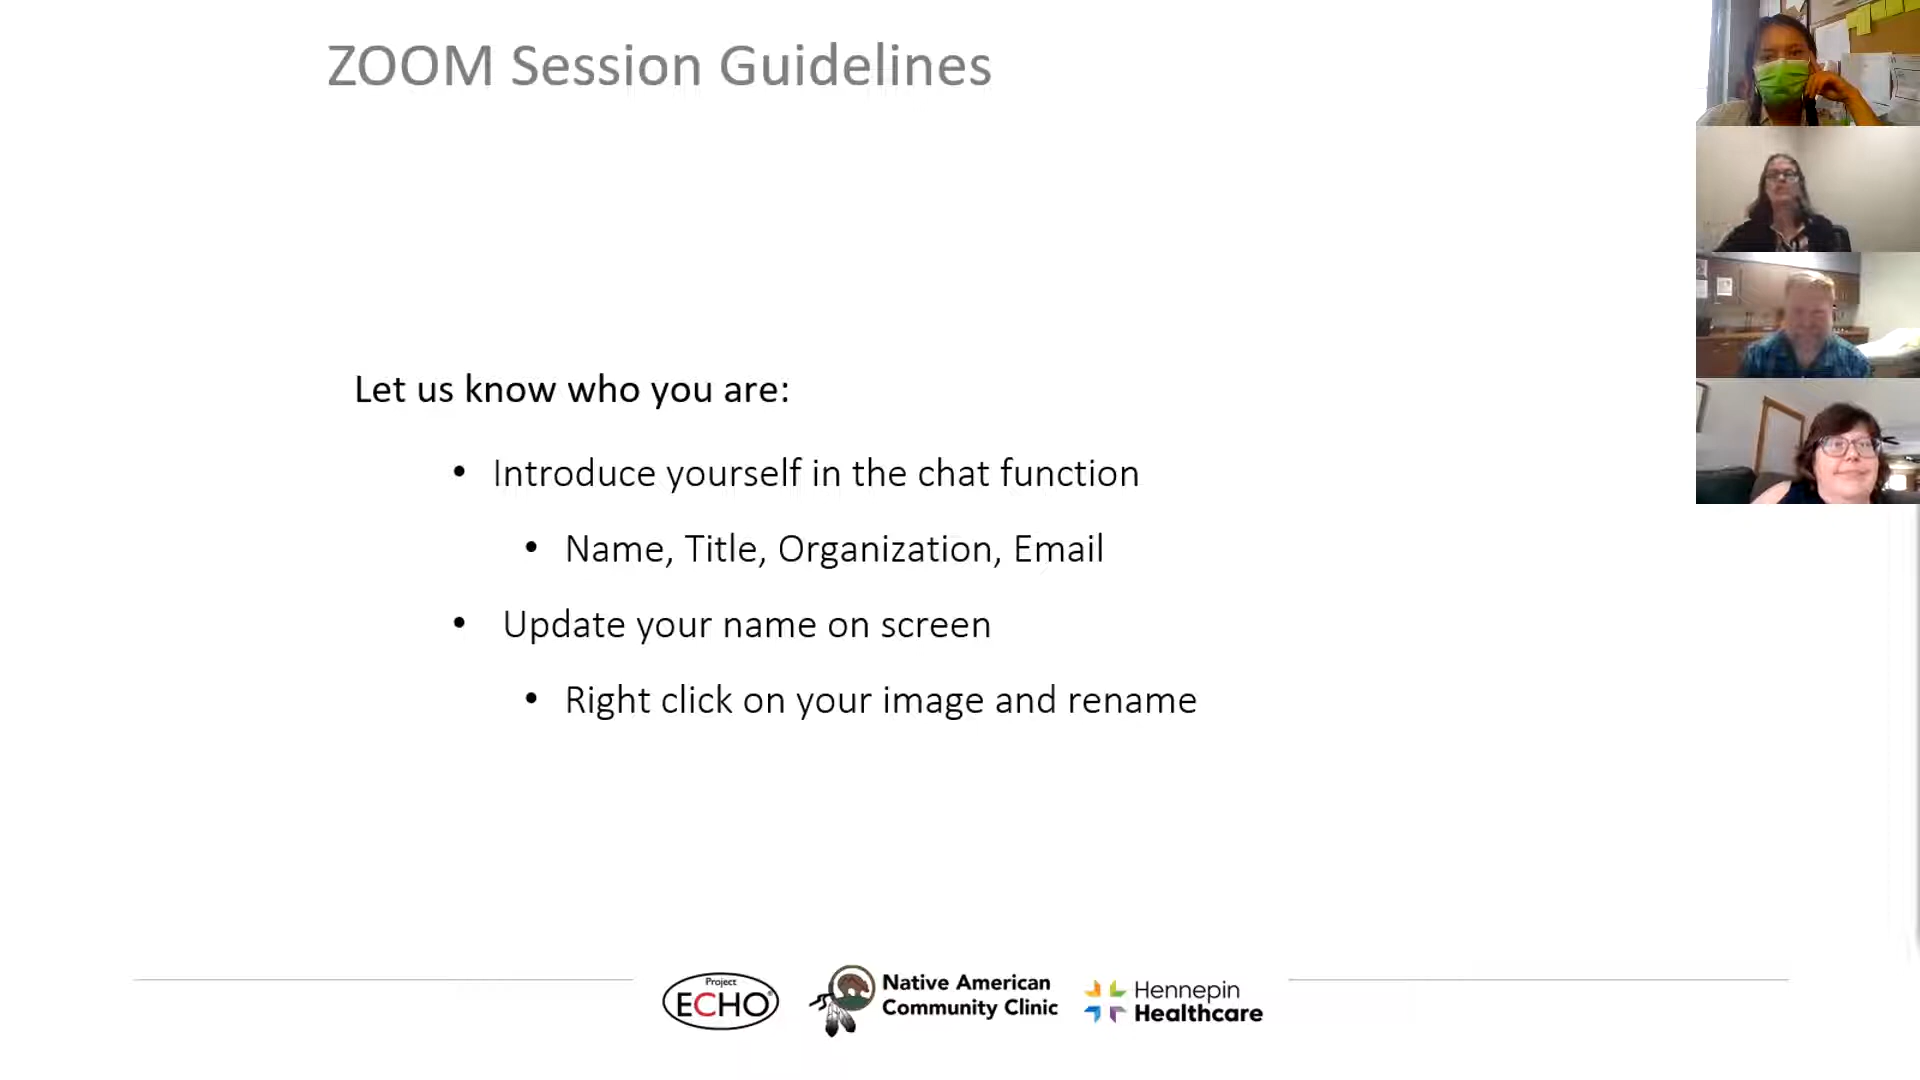 ZOOM Session Guidelines
Let us know who you are:
• Introduce yourself in the chat function
• Name, Title, Organization, Email
• Update your name on screen
• Right click on your image and rename
Project
ECHO®
Native American
Community Clinic
Hennepin
Healthcare